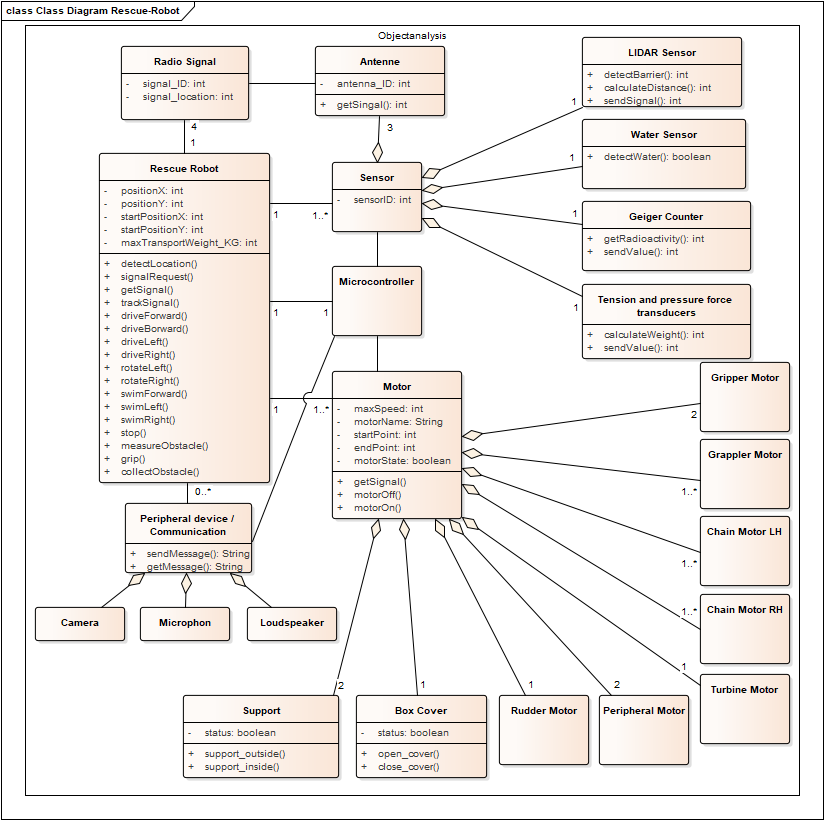 class Class Diagram Rescue-Robot
Objectanalysis
Radio Signal
- signal_ID: int
- signal_location: int
Antenne
- antenna_ID: int
+ getSingal(): int
LIDAR Sensor
+ detectBarrier(): int
+ calculateDistance(): int
+ sendSignal(): int
4
1
3
1
Rescue Robot
- positionX: int
- positionY: int
- startPositionX: int
- startPositionY: int
- maxTransportWeight_KG: int
+ detectLocation()
+ signalRequest()
+ getSignal()
+ trackSignal()
+ driveForward()
+ driveBorward()
+ driveLeft()
+ driveRight()
+ rotateLeft()
+ rotateRight()
+ swimForward()
+ swimLeft()
+ swimRight()
+ stop()
+ measureObstacle()
+ grip()
+ collectObstacle()
Sensor
- sensorID: int
1
1..*
Water Sensor
+ detectWater(): boolean
1
Geiger Counter
+ getRadioactivity(): int
+ sendValue(): int
1
Tension and pressure force
transducers
+ calculateWeight(): int
+ sendValue(): int
1
Microcontroller
1
1
Motor
- maxSpeed: int
- motorName: String
- startPoint: int
- endPoint: int
- motorState: boolean
+ getSignal()
+ motorOff()
+ motorOn()
1
1..*
Gripper Motor
2
Grappler Motor
1..*
Chain Motor LH
1..*
Chain Motor RH
1..*
Turbine Motor
1
0..*
Peripheral device /
Communication
+ sendMessage(): String
+ getMessage(): String
Camera
Microphon
Loudspeaker
2
1
1
2
Support
- status: boolean
+ support_outside()
+ support_inside()
Box Cover
- status: boolean
+ open_cover()
+ close_cover()
Rudder Motor
Peripheral Motor